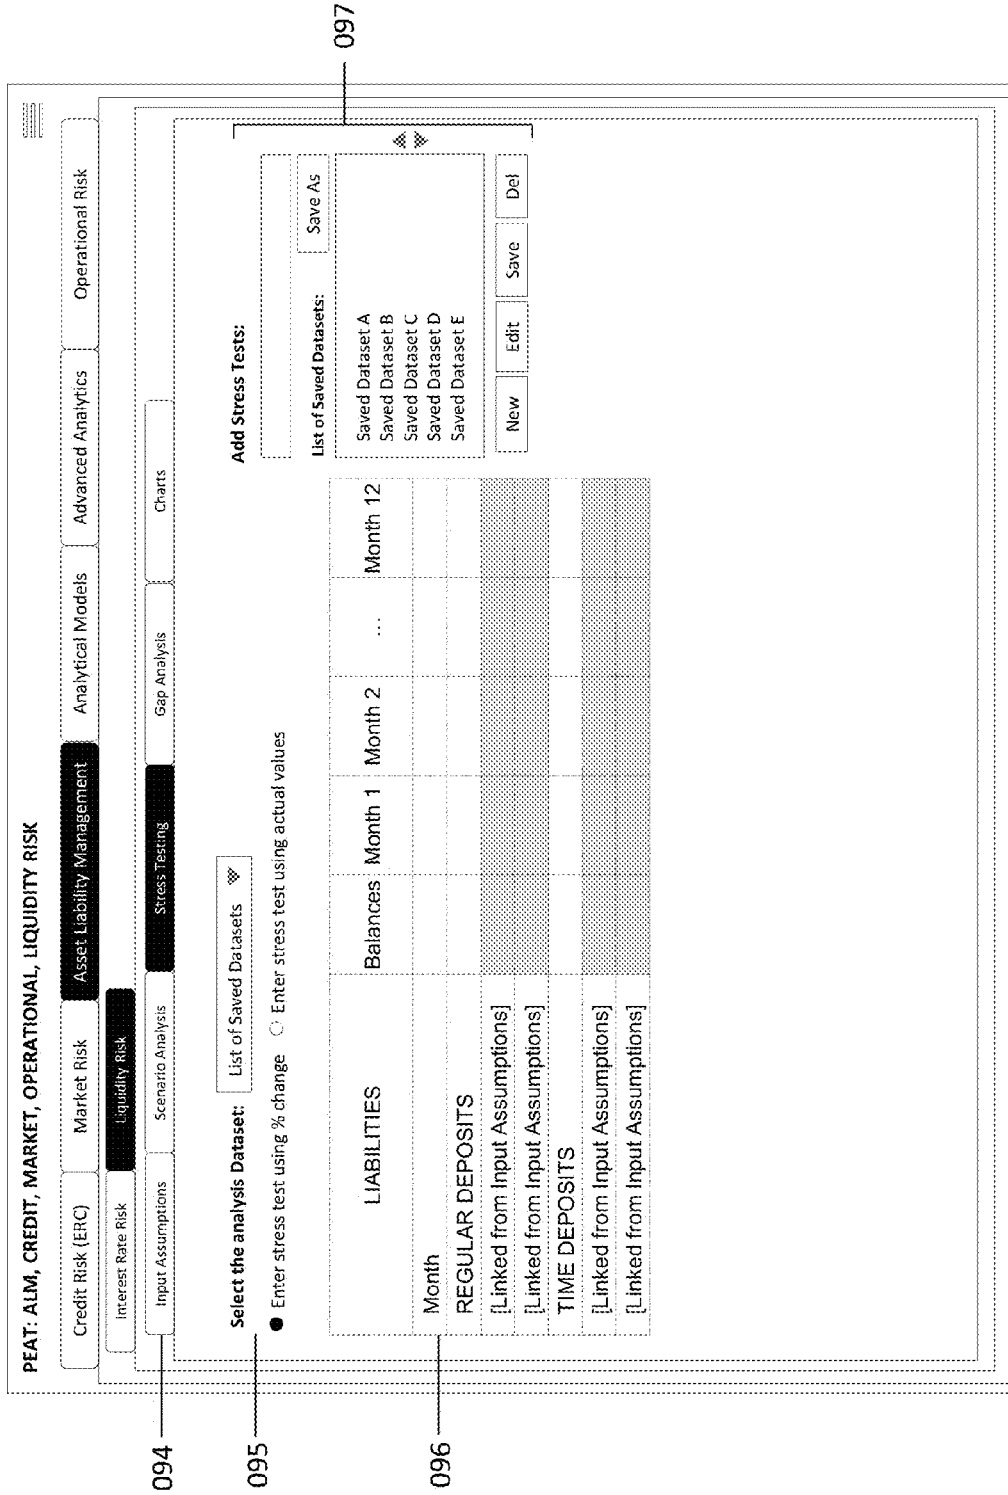 PEAT: ALM, CREDIT, MARKET, OPERATIONAL, LIQUIDITY RISK
Credit Risk (ERC) Market Risk Asset Liability Management Analytical Models Advanced Analytics Operational Risk
Interest Rate Risk Liquidity Risk
094
Input Assumptions Scenario Analysis Stress Testing Gap Analysis Charts
095
Select the analysis Dataset: List of Saved Datasets
Enter stress test using % change Enter stress test using actual values
096
LIABILITIES Balances Month 1 Month 2 ... Month 12
Month
REGULAR DEPOSITS
[Linked from Input Assumptions]
[Linked from Input Assumptions]
TIME DEPOSITS
[Linked from Input Assumptions]
[Linked from Input Assumptions]
097
Add Stress Tests:
Save As
List of Saved Datasets:
Saved Dataset A
Saved Dataset B
Saved Dataset C
Saved Dataset D
Saved Dataset E
New Edit Save Del